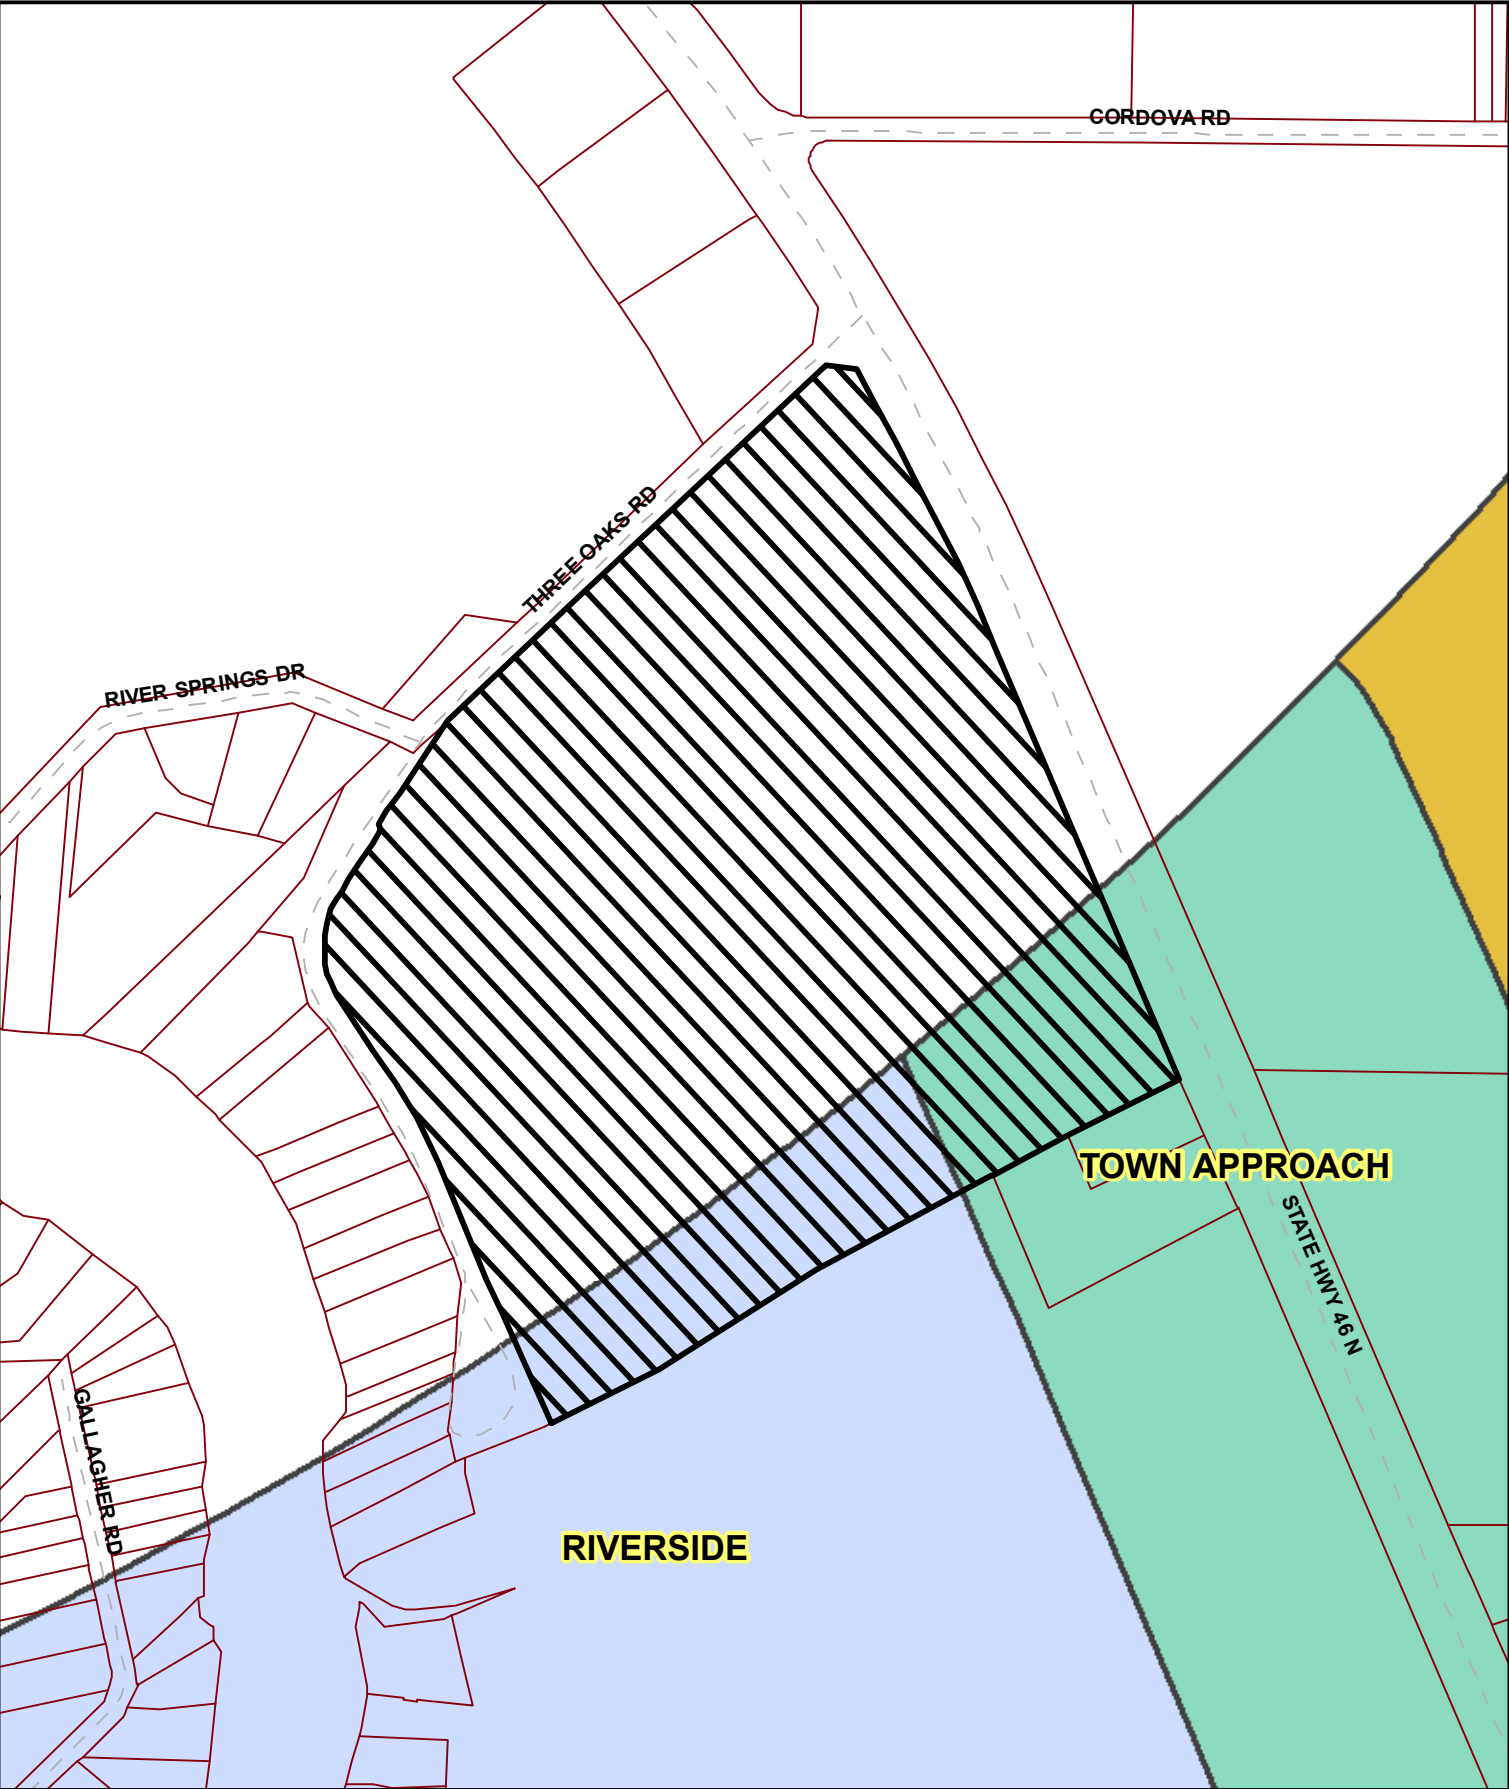 CORDOVA RD
THREE OAKS RD
RIVER SPRINGS DR
TOWN APPROACH
STATE HWY 46 N
GALLAGHER RD
RIVERSIDE